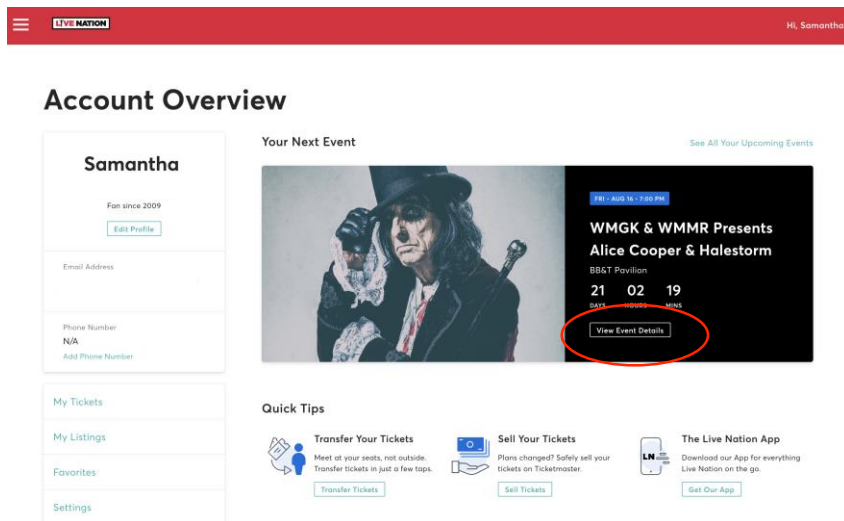 LIVE NATION
Hi, Samantha
Account Overview
Samantha
Fan since 2009
Edit Profile
Email Address
Phone Number
N/A
Add Phone Number
My Tickets
My Listings
Favorites
Settings
Your Next Event
See All Your Upcoming Events
FRI • AUG 16 • 7:00 PM
WMGK & WMMR Presents
Alice Cooper & Halestorm
BB&T Pavilion
21 02 19
DAYS HOURS MINS
View Event Details
Quick Tips
Transfer Your Tickets
Meet at your seats, not outside.
Transfer tickets in just a few taps.
Transfer Tickets
Sell Your Tickets
Plans changed? Safely sell your
tickets on Ticketmaster.
Sell Tickets
LN
The Live Nation App
Download our App for everything
Live Nation on the go.
Get Our App